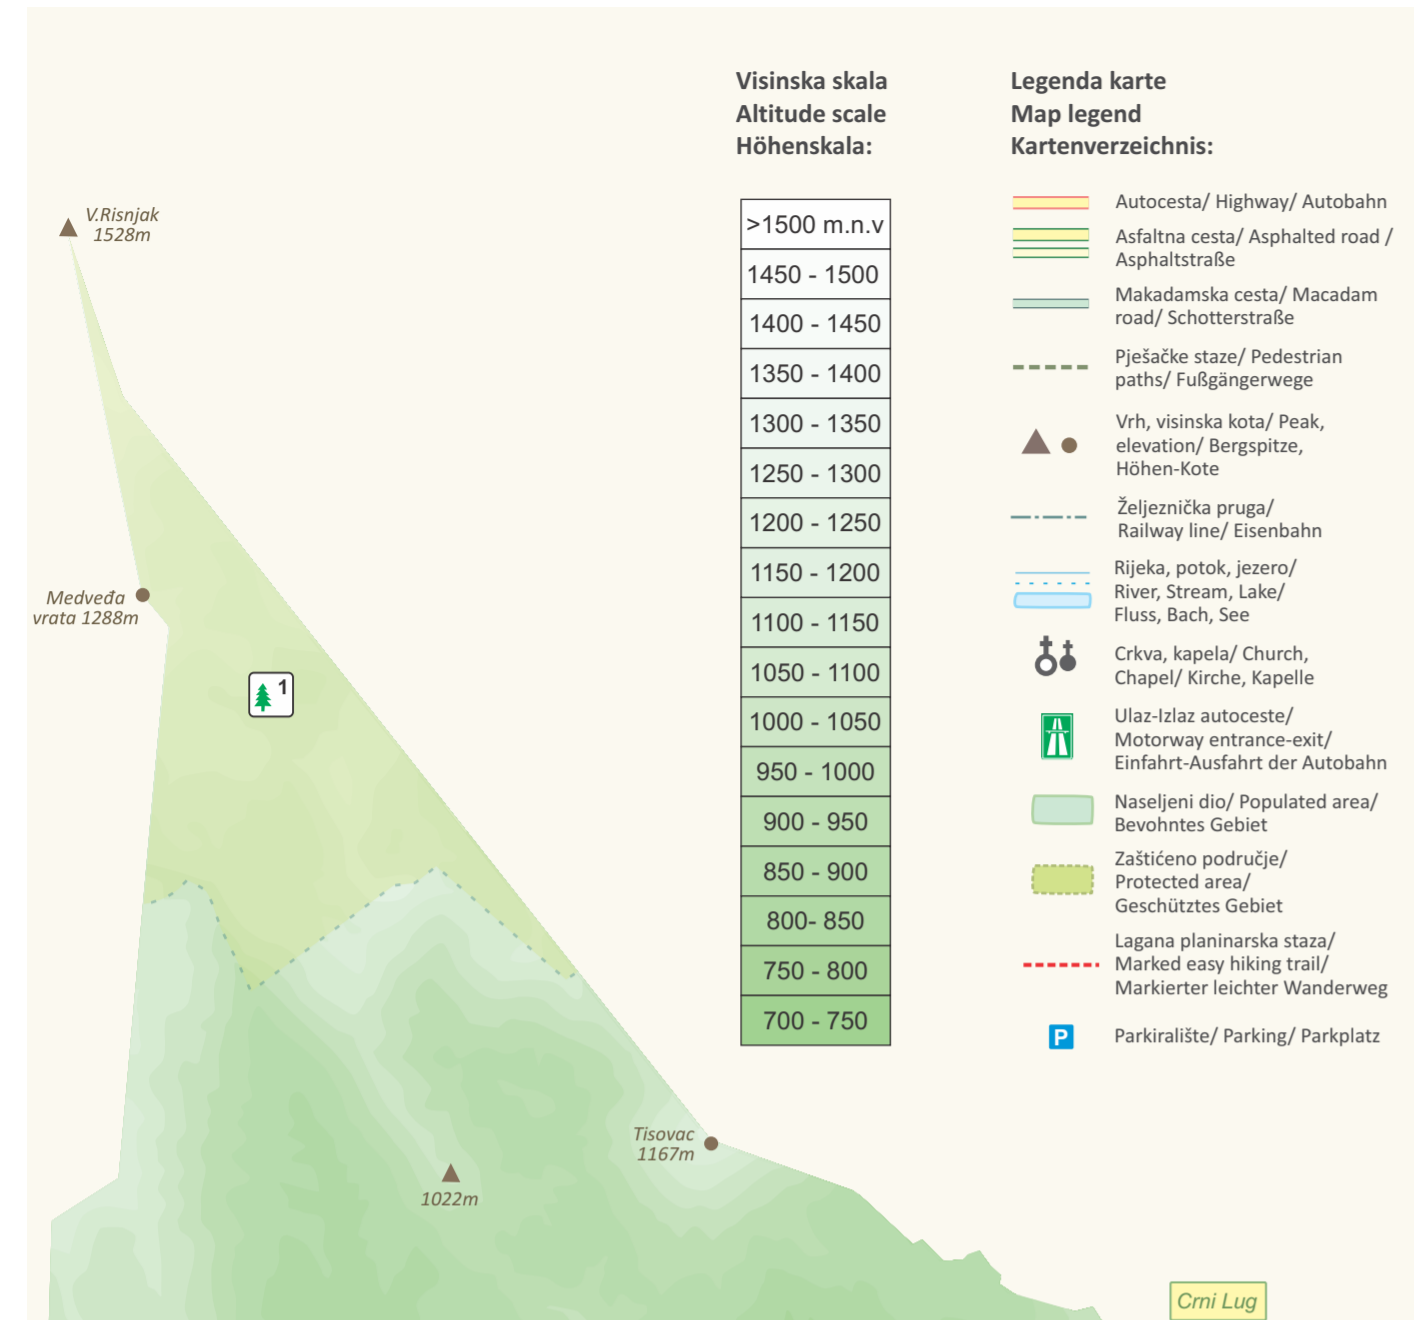 Visinska skala
Altitude scale
Höhenskala:
>1500 m.n.v
1450 - 1500
1400 - 1450
1350 - 1400
1300 - 1350
1250 - 1300
1200 - 1250
1150 - 1200
1100 - 1150
1050 - 1100
1000 - 1050
950 - 1000
900 - 950
850 - 900
800- 850
750 - 800
700 - 750
Legenda karte
Map legend
Kartenverzeichnis:
Autocesta/ Highway/ Autobahn
Asfaltna cesta/ Asphalted road /
Asphaltstraße
Makadamska cesta/ Macadam
road/ Schotterstraße
Pješačke staze/ Pedestrian
paths/ Fußgängerwege
Vrh, visinska kota/ Peak,
elevation/ Bergspitze,
Höhen-Kote
Željeznička pruga/
Railway line/ Eisenbahn
Rijeka, potok, jezero/
River, Stream, Lake/
Fluss, Bach, See
Crkva, kapela/ Church,
Chapel/ Kirche, Kapelle
Ulaz-Izlaz autoceste/
Motorway entrance-exit/
Einfahrt-Ausfahrt der Autobahn
Naseljeni dio/ Populated area/
Bevohntes Gebiet
Zaštićeno područje/
Protected area/
Geschütztes Gebiet
Lagana planinarska staza/
Marked easy hiking trail/
Markierter leichter Wanderweg
P
Parkiralište/ Parking/ Parkplatz
V.Risnjak
1528m
Medveđa
vrata 1288m
1
Tisovac
1167m
1022m
Crni Lug